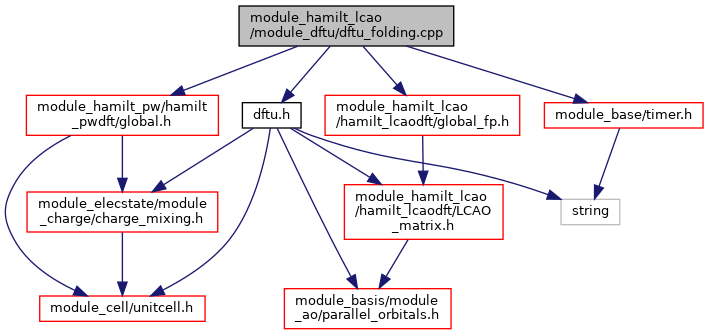 module_hamilt_lcao
/module_dftu/dftu_folding.cpp
module_hamilt_pw/hamilt
_pwdft/global.h
dftu.h
module_hamilt_lcao
/hamilt_lcaodft/global_fp.h
module_base/timer.h
module_elecstate/module
_charge/charge_mixing.h
module_hamilt_lcao
/hamilt_lcaodft/LCAO
_matrix.h
string
module_cell/unitcell.h
module_basis/module
_ao/parallel_orbitals.h